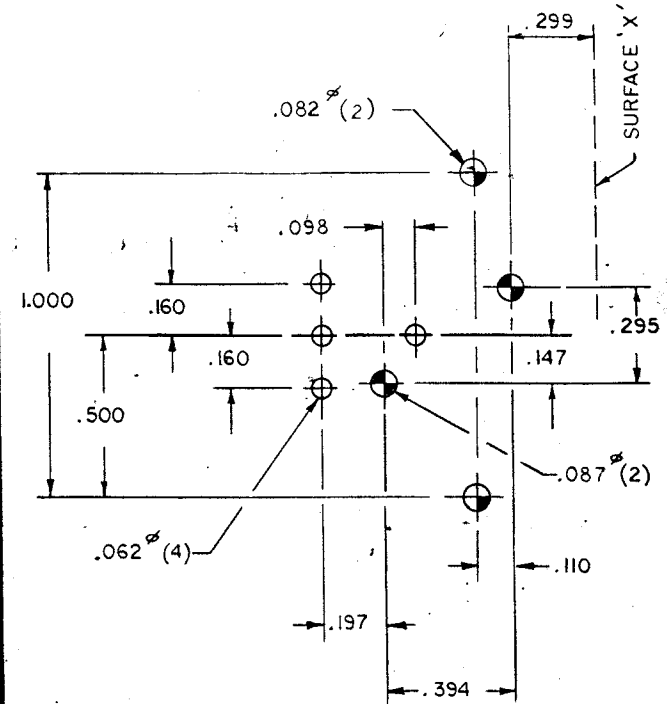 .299
SURFACE 'X'
.082 ø (2)
.098
1.000
.160
.295
.160
.147
.500
.087 ø (2)
.062 ø (4)
.110
.197
.394